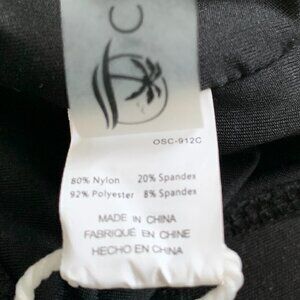 C
OSC-912C
80% Nylon 20% Spandex
92% Polyester 8% Spandex
MADE IN CHINA
FABRIQUÉ EN CHINE
HECHO EN CHINA